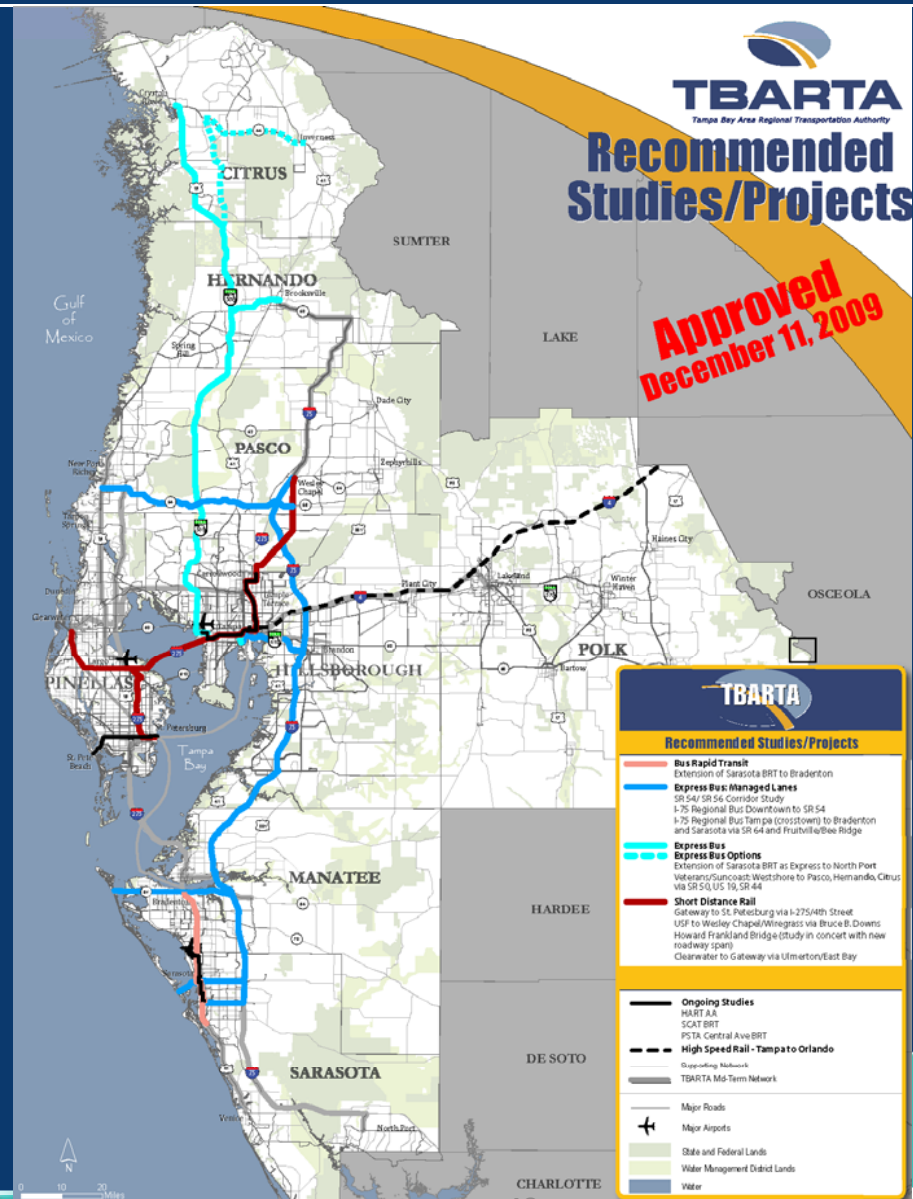 TBARTA
Tampa Bay Area Regional Transportation Authority
Recommended
Studies/Projects
Approved
December 11, 2009
Crystal River
Inverness
CITRUS
SUMTER
HERNANDO
Brooksville
Gulf
of
Mexico
Spring
Hill
LAKE
Dade City
PASCO
Zephyrhills
New Port
Richey
Wesley
Chapel
Tarpon
Springs
Carrollwood
Temple
Terrace
Haines City
Dunedin
Plant City
Lakeland
Winter
Haven
OSCEOLA
Clearwater
Brandon
POLK
HILLSBOROUGH
Bartow
PINELLAS
St. Petersburg
Tampa
Bay
St. Pete
Beach
MANATEE
Bradenton
HARDEE
Sarasota
DE SOTO
SARASOTA
Venice
North Port
CHARLOTTE
N
0 10 20
Miles
TBARTA
Recommended Studies/Projects
Bus Rapid Transit
Extension of Sarasota BRT to Bradenton
Express Bus: Managed Lanes
SR 54/ SR 56 Corridor Study
I-75 Regional Bus Downtown to SR 54
I-75 Regional Bus Tampa (crosstown) to Bradenton
and Sarasota via SR 64 and Fruitville/Bee Ridge
Express Bus
Express Bus Options
Extension of Sarasota BRT as Express to North Port
Veterans/Suncoast: Westshore to Pasco, Hernando, Citrus
via SR 50, US 19, SR 44
Short Distance Rail
Gateway to St. Petesburg via I-275/4th Street
USF to Wesley Chapel/Wiregrass via Bruce B. Downs
Howard Frankland Bridge (study in concert with new
roadway span)
Clearwater to Gateway via Ulmerton/East Bay
Ongoing Studies
HART AA
SCAT BRT
PSTA Central Ave BRT
High Speed Rail - Tampa to Orlando
Supporting Network
TBARTA Mid-Term Network
Major Roads
Major Airports
State and Federal Lands
Water Management District Lands
Water